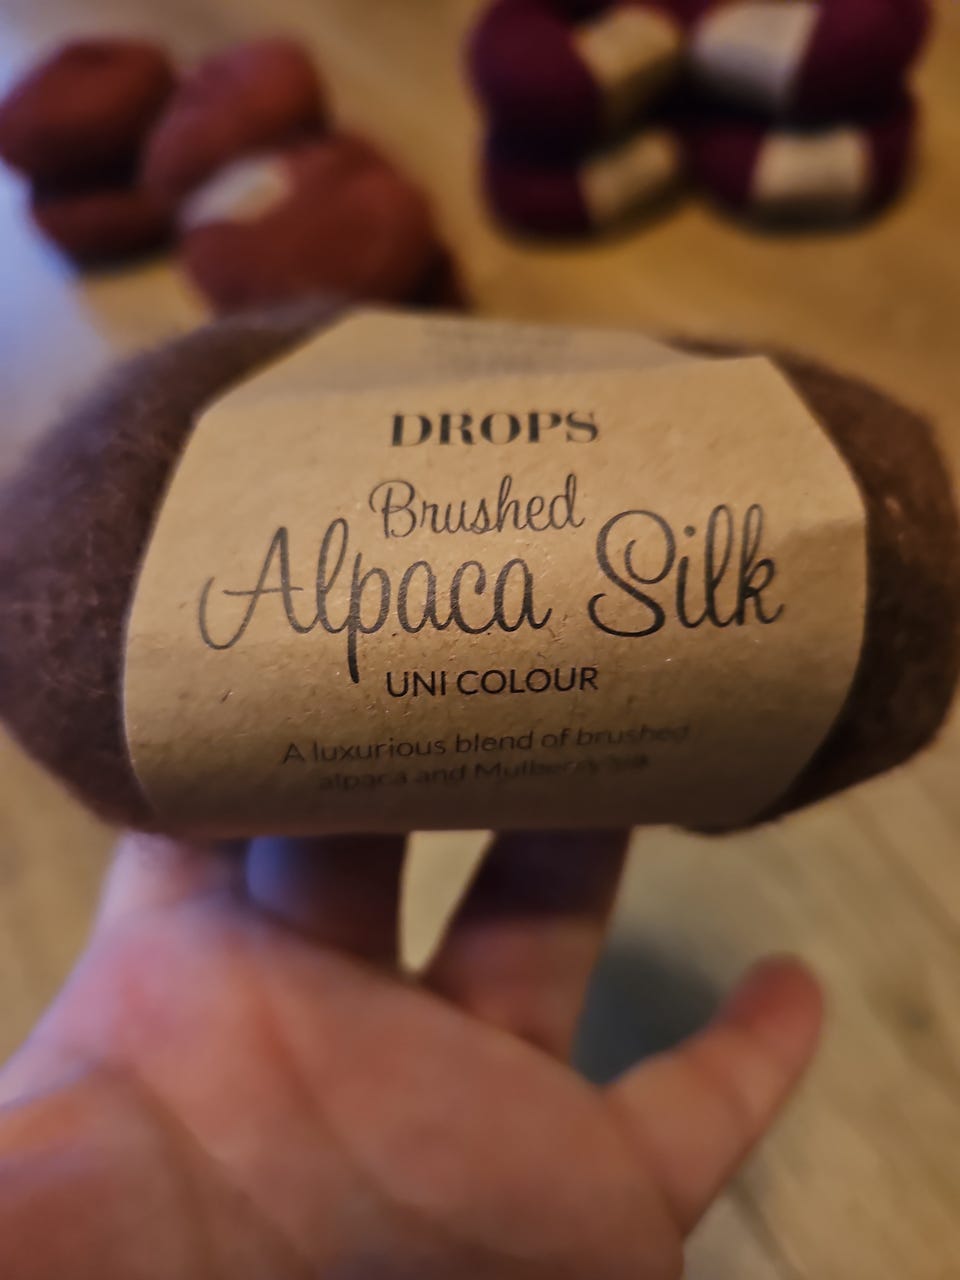 DROPS
Brushed
Alpaca Silk
UNI COLOUR
A luxurious blend of brushed
alpaca and Mulberry silk